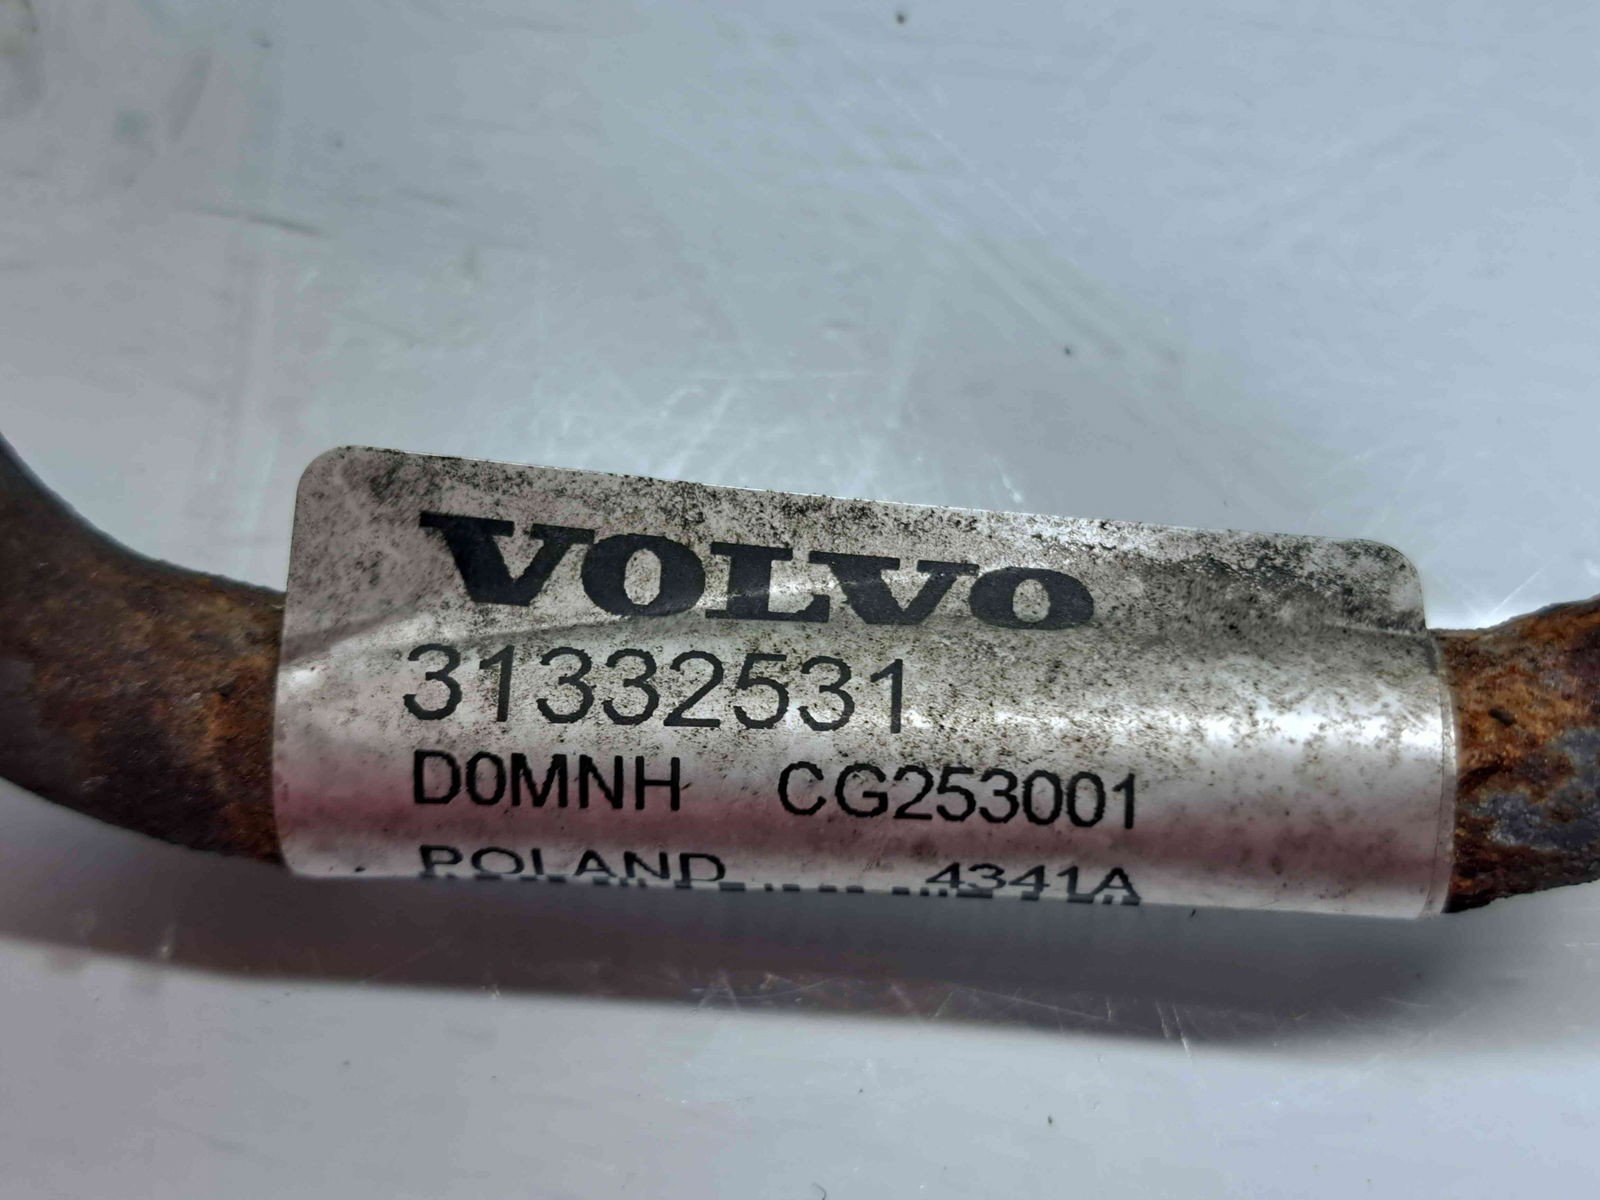 VOLVO
31332531
D0MNH CG253001
POLAND 4341A